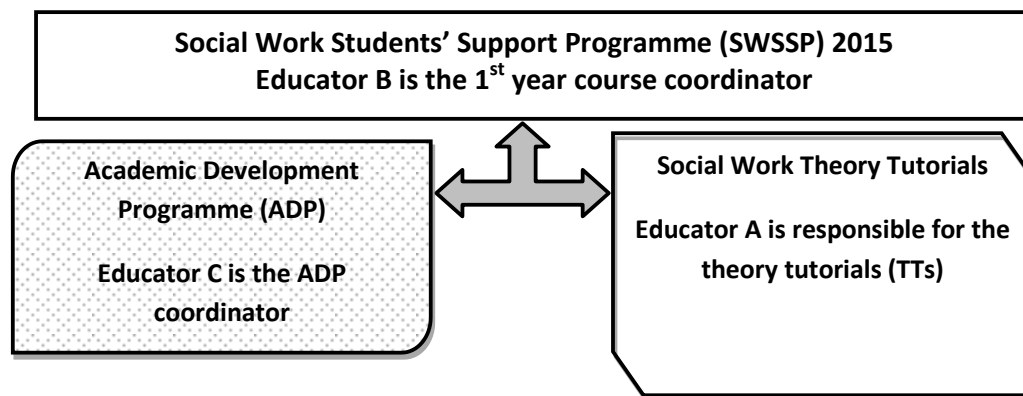 Social Work Students’ Support Programme (SWSSP) 2015
Educator B is the 1st year course coordinator
Academic Development
Programme (ADP)
Educator C is the ADP
coordinator
Social Work Theory Tutorials
Educator A is responsible for the
theory tutorials (TTs)